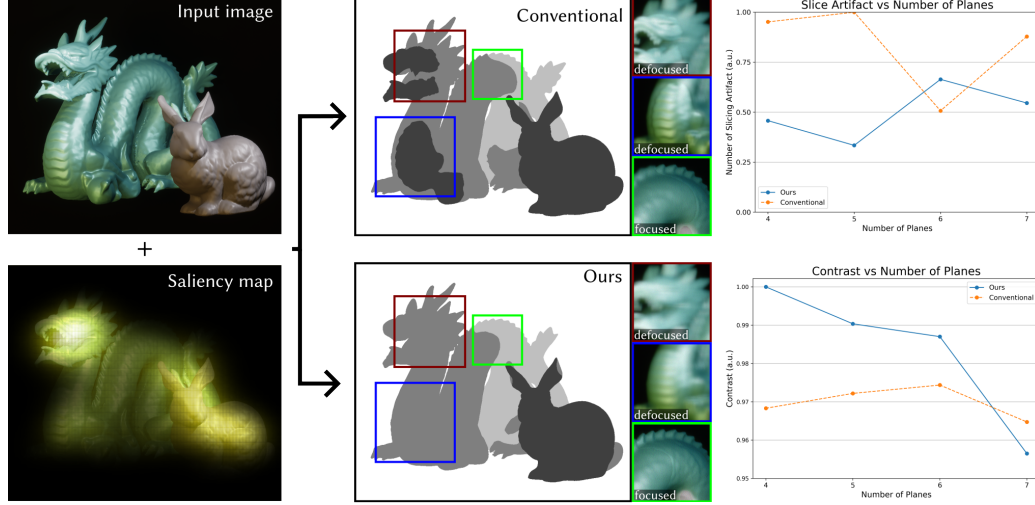 Input image
+
Saliency map
Conventional
defocused
defocused
focused
Ours
defocused
defocused
focused
Slice Artifact vs Number of Planes
Number of Slicing Artifact (a.u.)
1.00
0.75
0.50
0.25
0.00
4
5
6
7
Number of Planes
Ours
Conventional
Contrast vs Number of Planes
Contrast (a.u.)
1.00
0.99
0.98
0.97
0.96
0.95
4
5
6
7
Number of Planes
Ours
Conventional